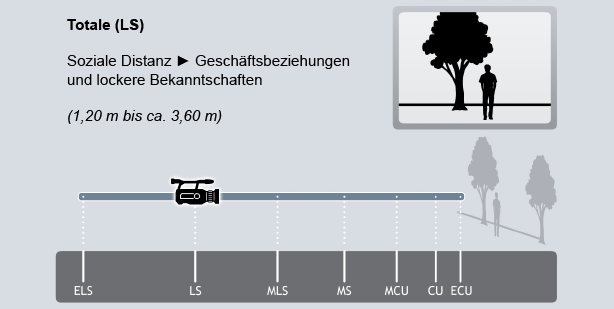 Totale (LS)
Soziale Distanz ► Geschäftsbeziehungen
und lockere Bekanntschaften
(1,20 m bis ca. 3,60 m)
ELS LS MLS MS MCU CU ECU